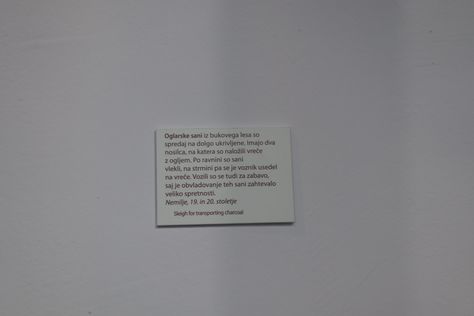 Oglarske sani iz bukovega lesa so
spredaj na dolgo ukrivljene. Imajo dva
nosilca, na katera so naložili vreče
z ogljem. Po ravnini so sani
vlekli, na strmini pa se je voznik usedel
na vreče. Vozili so se tudi za zabavo,
saj je obvladovanje teh sani zahtevalo
veliko spretnosti.
Nemilje, 19. in 20. stoletje
Sleigh for transporting charcoal